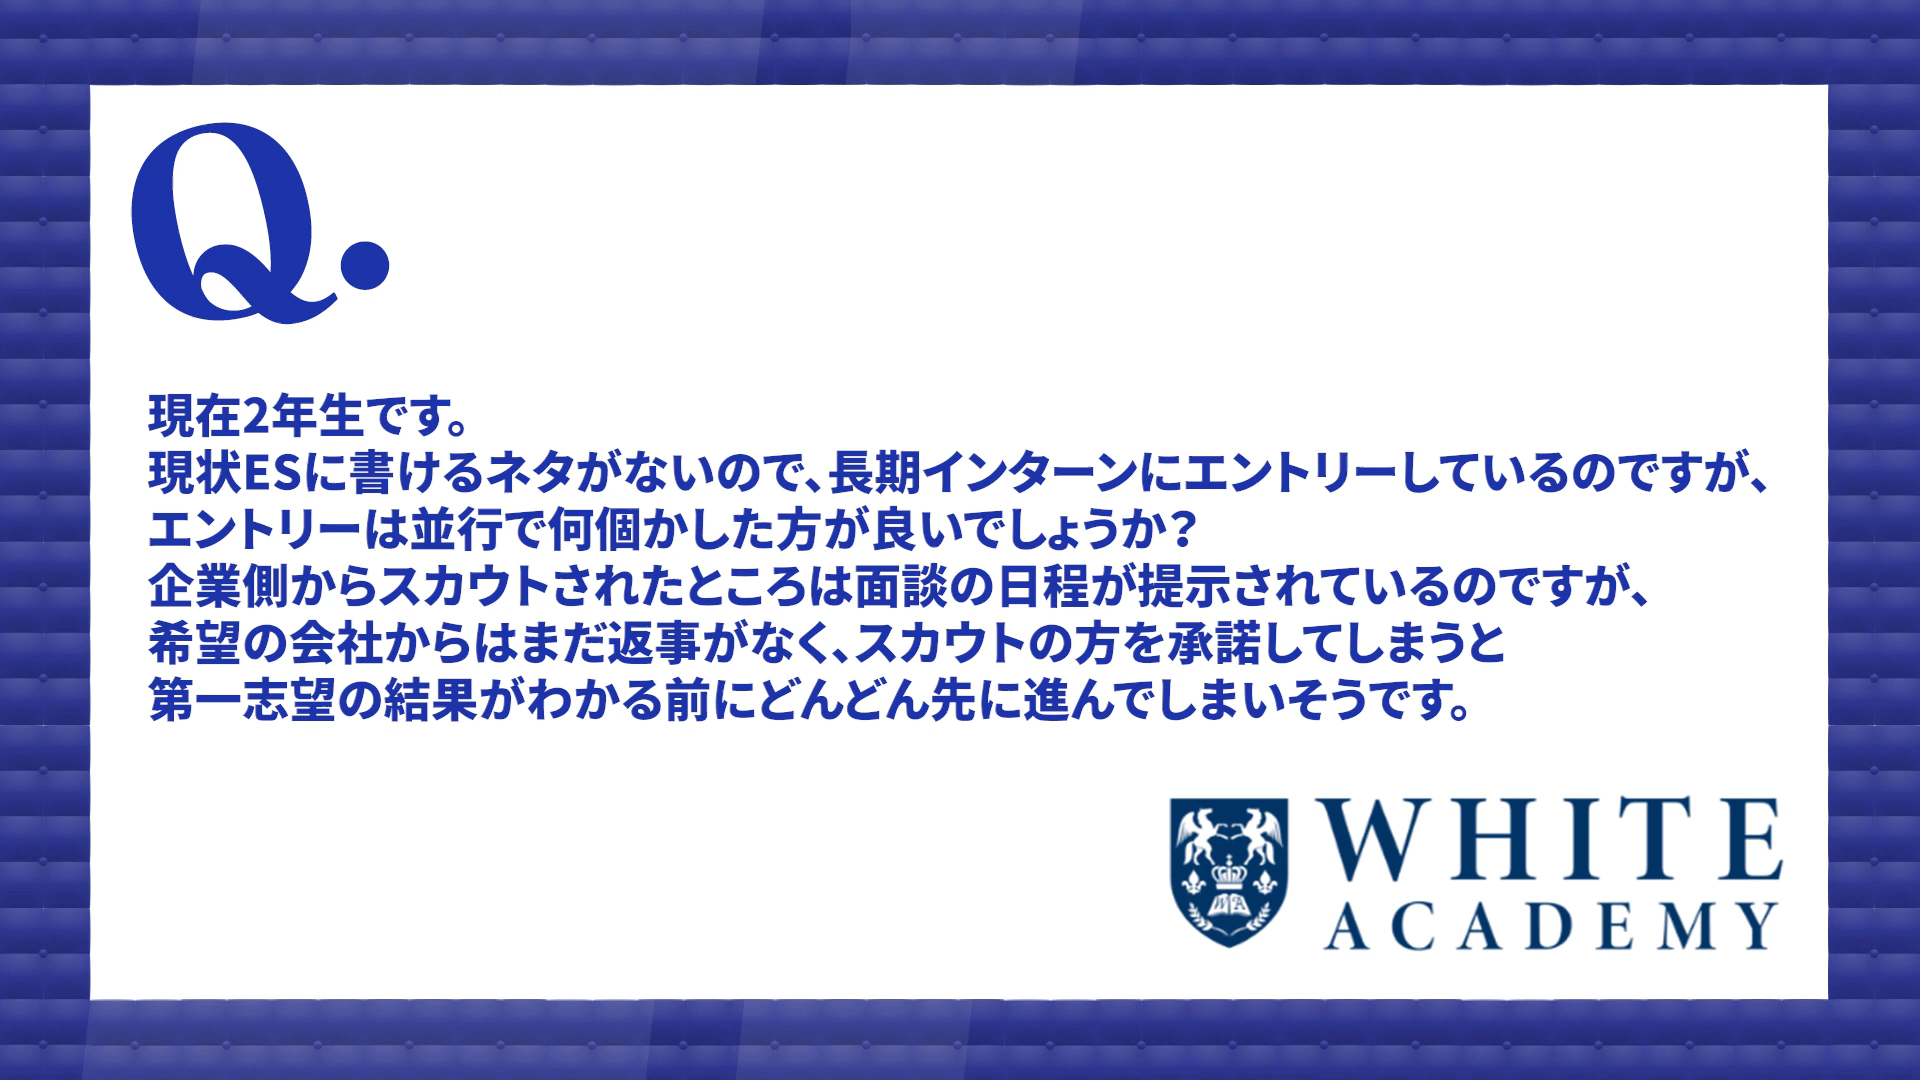 Q.
現在2年生です。
現状ESに書けるネタがないので、長期インターンにエントリーしているのですが、
エントリーは並行で何個かした方が良いでしょうか？
企業側からスカウトされたところは面談の日程が提示されているのですが、
希望の会社からはまだ返事がなく、スカウトの方を承諾してしまうと
第一志望の結果がわかる前にどんどん先に進んでしまいそうです。
WHITE
ACADEMY